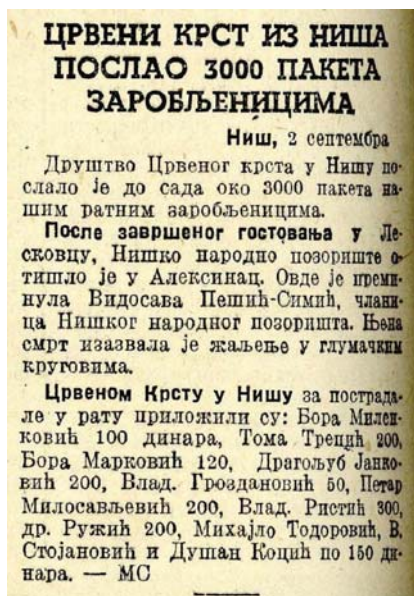 ЦРВЕНИ КРСТ ИЗ НИША
ПОСЛАО 3000 ПАКЕТА
ЗАРОБЉЕНИЦИМА
Ниш, 2 септембра
Друштво Црвеног крста у Нишу по-
слало је до сада око 3000 пакета на-
шим ратним заробљеницима.
После завршеног гостовања у Ле-
сковцу, Нишко народно позориште о-
тишло је у Алексинац. Овде је преми-
нула Видосава Пешић-Симић, члани-
ца Нишког народног позоришта. Њена
смрт изазвала је жаљење у глумачким
круговима.
Црвеном Крсту у Нишу за пострада-
ле у рату приложили су: Бора Милен-
ковић 100 динара, Тома Трепић 200,
Бора Марковић 120, Драгољуб Јанко-
вић 200, Влад. Гроздановић 50, Петар
Милосављевић 200, Влад. Ристић 300,
др. Ружић 200, Михајло Тодоровић, В.
Стојановић и Душан Коцић по 150 ди-
нара. — МС